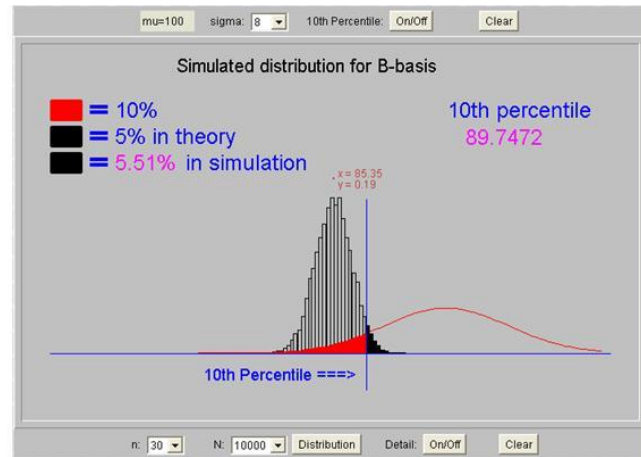 mu=100 sigma: 8 10th Percentile: On/Off Clear
Simulated distribution for B-basis
= 10%
= 5% in theory
= 5.51% in simulation
10th percentile
89.7472
x = 85.35
y = 0.19
10th Percentile ===>
n: 30 N: 10000 Distribution Detail: On/Off Clear